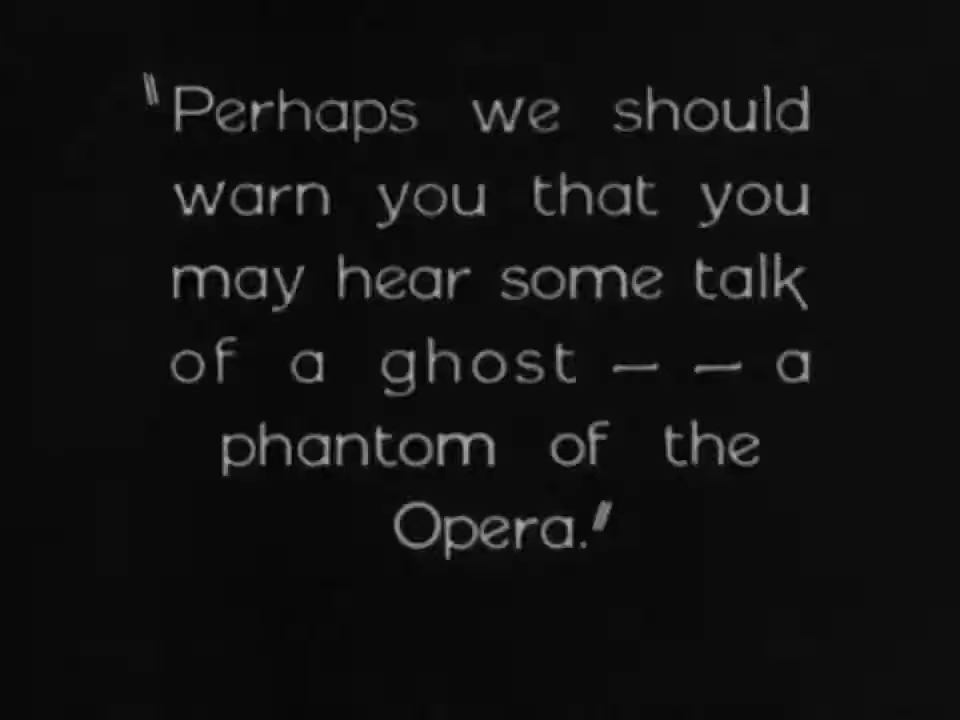 "Perhaps we should
warn you that you
may hear some talk
of a ghost — — a
phantom of the
Opera."